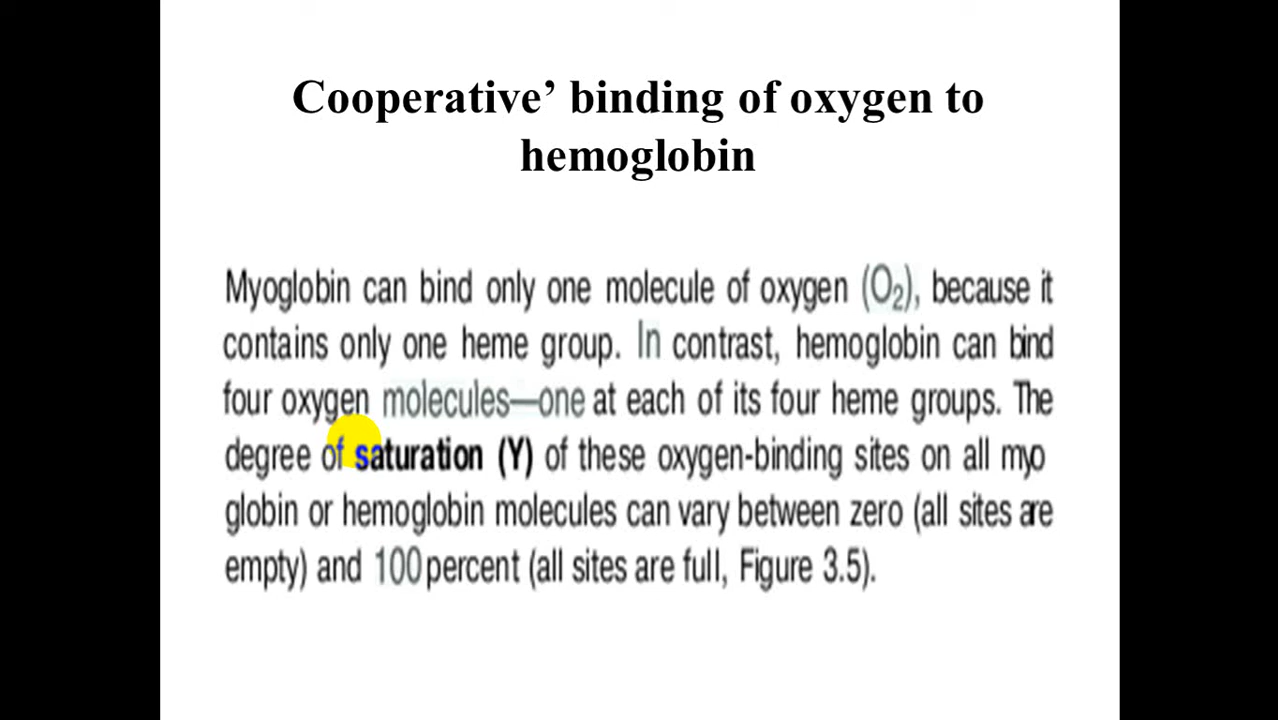 Cooperative’ binding of oxygen to
hemoglobin
Myoglobin can bind only one molecule of oxygen (O₂), because it
contains only one heme group. In contrast, hemoglobin can bind
four oxygen molecules—one at each of its four heme groups. The
degree of saturation (Y) of these oxygen-binding sites on all myo
globin or hemoglobin molecules can vary between zero (all sites are
empty) and 100 percent (all sites are full, Figure 3.5).